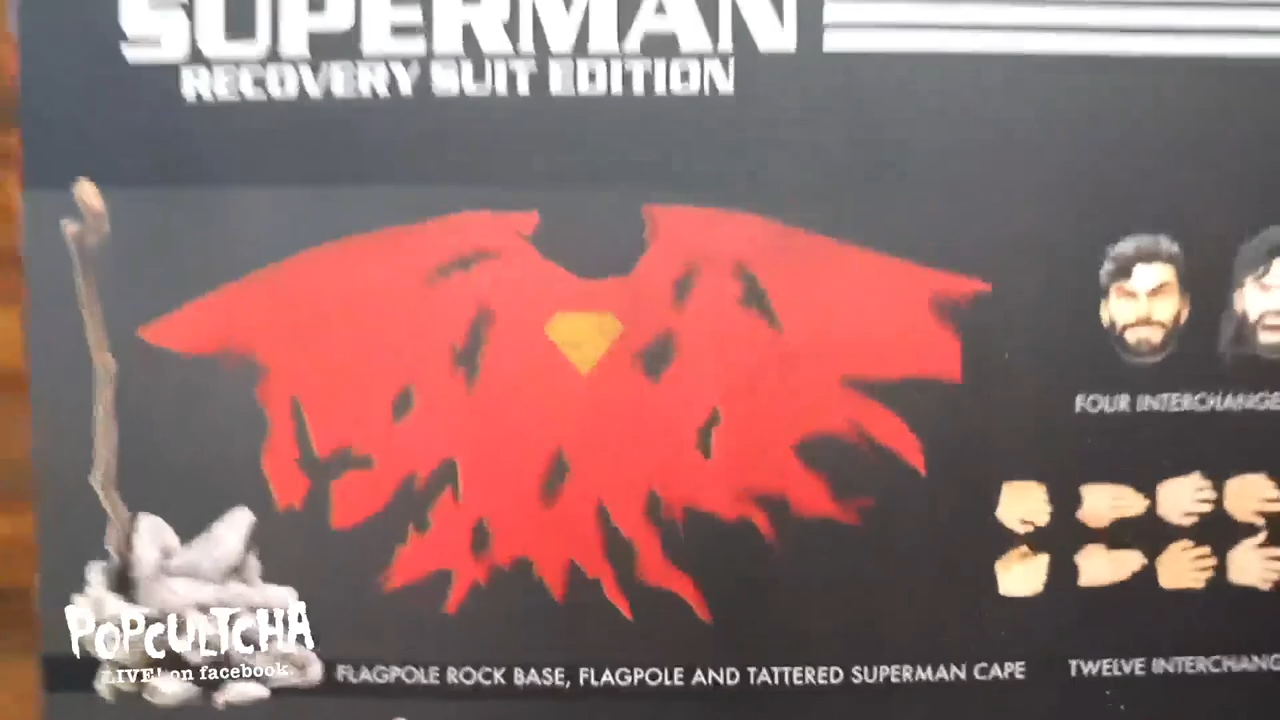 SUPERMAN
RECOVERY SUIT EDITION
FOUR INTERCHANGE
POPCULTCHA
LIVE! on facebook.
FLAGPOLE ROCK BASE, FLAGPOLE AND TATTERED SUPERMAN CAPE
TWELVE INTERCHANG